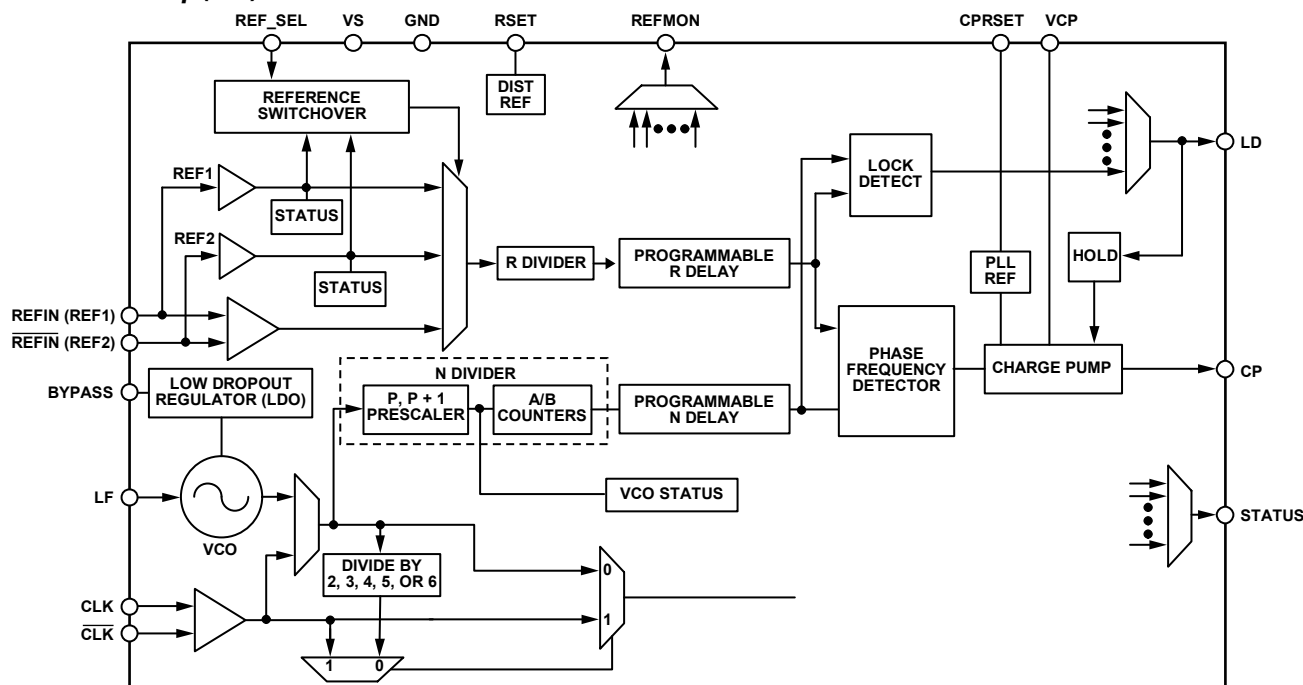 REF_SEL
VS
GND
RSET
REFMON
CPRSET
VCP
DIST
REF
REFERENCE
SWITCHOVER
LD
LOCK
DETECT
REF1
STATUS
REF2
STATUS
R DIVIDER
PROGRAMMABLE
R DELAY
PLL
REF
HOLD
REFIN (REF1)
REFIN (REF2)
PHASE
FREQUENCY
DETECTOR
CHARGE PUMP
CP
BYPASS
LOW DROPOUT
REGULATOR (LDO)
N DIVIDER
P, P + 1
PRESCALER
A/B
COUNTERS
PROGRAMMABLE
N DELAY
LF
VCO
VCO STATUS
STATUS
DIVIDE BY
2, 3, 4, 5, OR 6
0
CLK
CLK
1
1
0